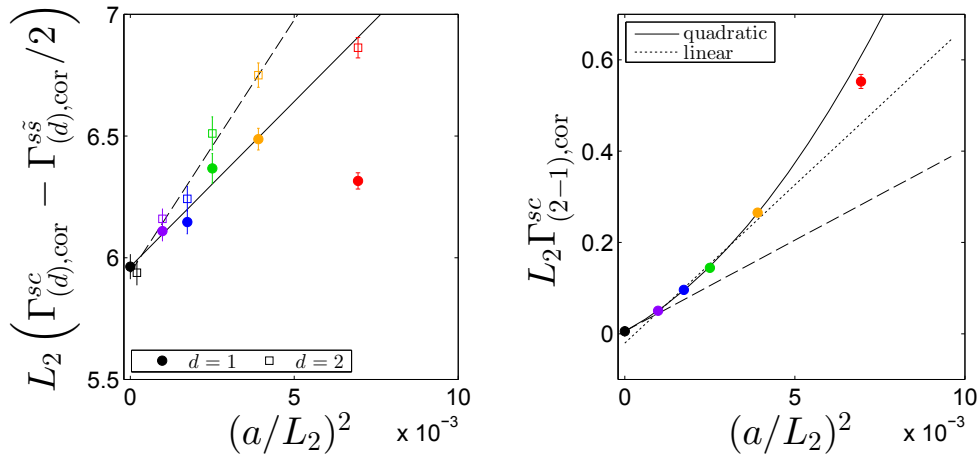 L₂ (Γ^{sc}_{(d),cor} − Γ^{s\tilde{s}}_{(d),cor}/2)
7
6.5
6
5.5
0
5
10
d = 1
d = 2
(a/L₂)²
x 10⁻³
L₂Γ^{sc}_{(2−1),cor}
0.6
0.4
0.2
0
quadratic
linear
0
5
10
(a/L₂)²
x 10⁻³